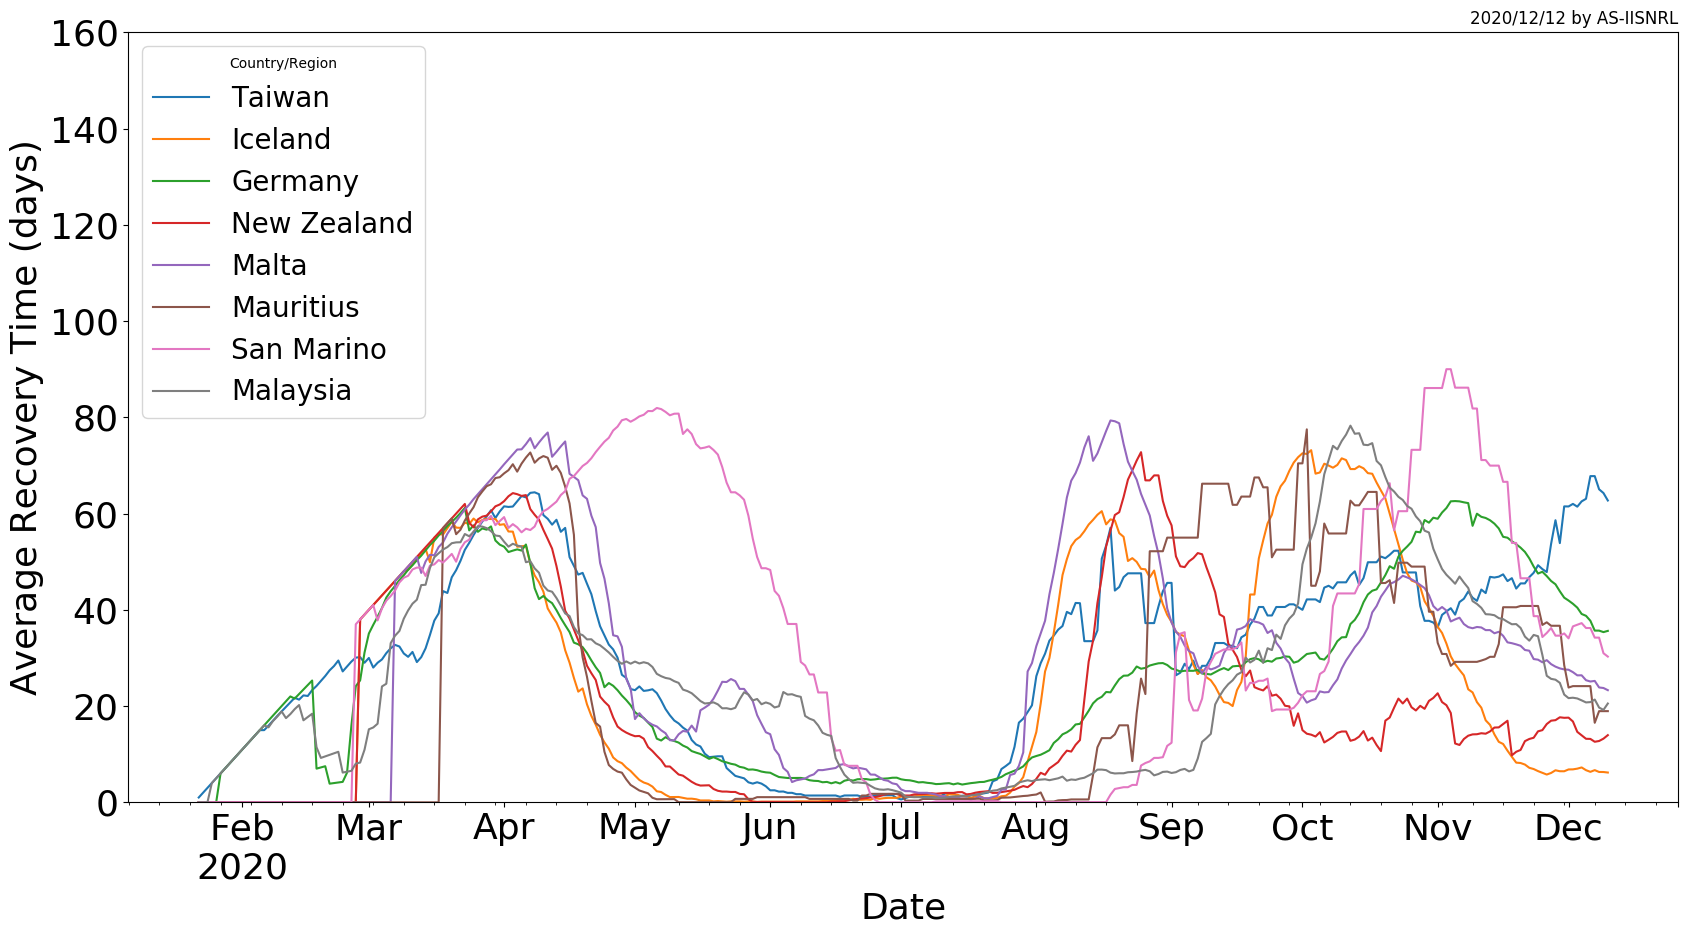 2020/12/12 by AS-IISNRL
160
140
120
100
80
60
40
20
0
Average Recovery Time (days)
Country/Region
Taiwan
Iceland
Germany
New Zealand
Malta
Mauritius
San Marino
Malaysia
Feb Mar Apr May Jun Jul Aug Sep Oct Nov Dec
2020
Date